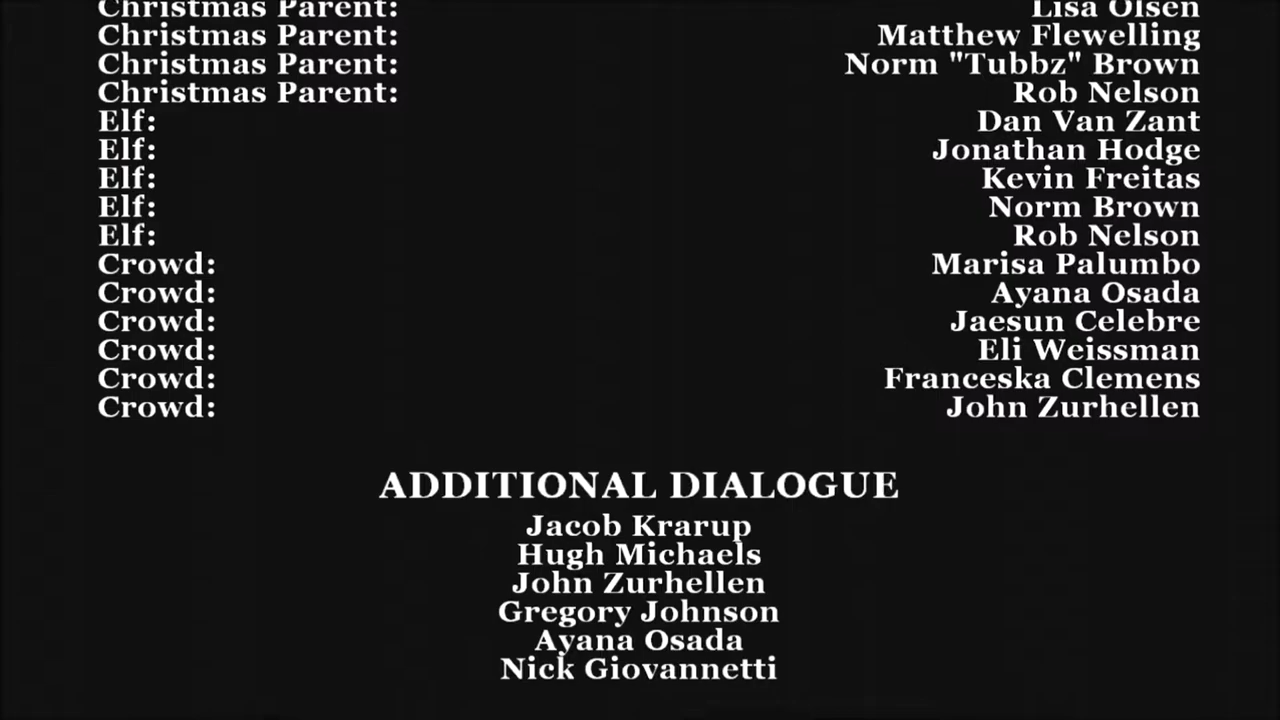 Christmas Parent: Lisa Olsen
Christmas Parent: Matthew Flewelling
Christmas Parent: Norm "Tubbz" Brown
Christmas Parent: Rob Nelson
Elf: Dan Van Zant
Elf: Jonathan Hodge
Elf: Kevin Freitas
Elf: Norm Brown
Elf: Rob Nelson
Crowd: Marisa Palumbo
Crowd: Ayana Osada
Crowd: Jaesun Celebre
Crowd: Eli Weissman
Crowd: Franceska Clemens
Crowd: John Zurhellen
ADDITIONAL DIALOGUE
Jacob Krarup
Hugh Michaels
John Zurhellen
Gregory Johnson
Ayana Osada
Nick Giovannetti